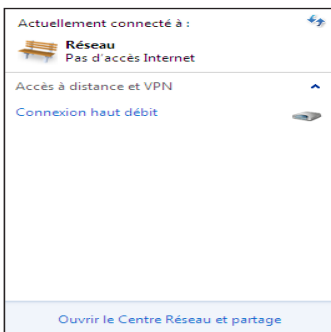 Actuellement connecté à :
Réseau
Pas d'accès Internet
Accès à distance et VPN
Connexion haut débit
Ouvrir le Centre Réseau et partage